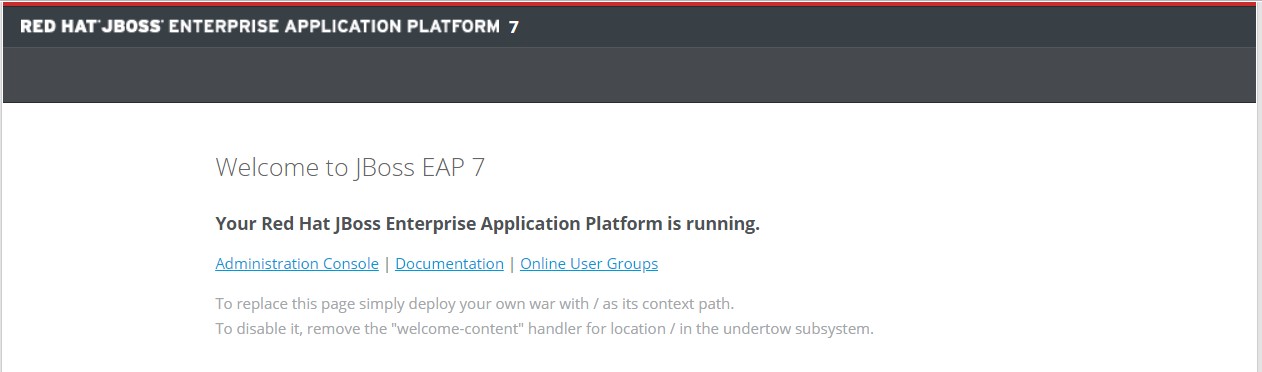 RED HAT® JBOSS® ENTERPRISE APPLICATION PLATFORM 7
Welcome to JBoss EAP 7
Your Red Hat JBoss Enterprise Application Platform is running.
Administration Console | Documentation | Online User Groups
To replace this page simply deploy your own war with / as its context path.
To disable it, remove the "welcome-content" handler for location / in the undertow subsystem.